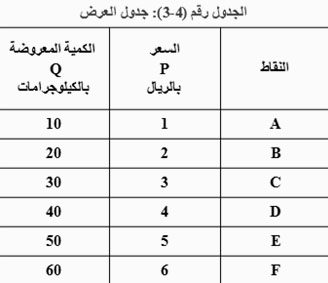 الجدول رقم (4-3): جدول العرض
النقاط السعر P بالريال الكمية المعروضة Q بالكيلوجرامات
A 1 10
B 2 20
C 3 30
D 4 40
E 5 50
F 6 60